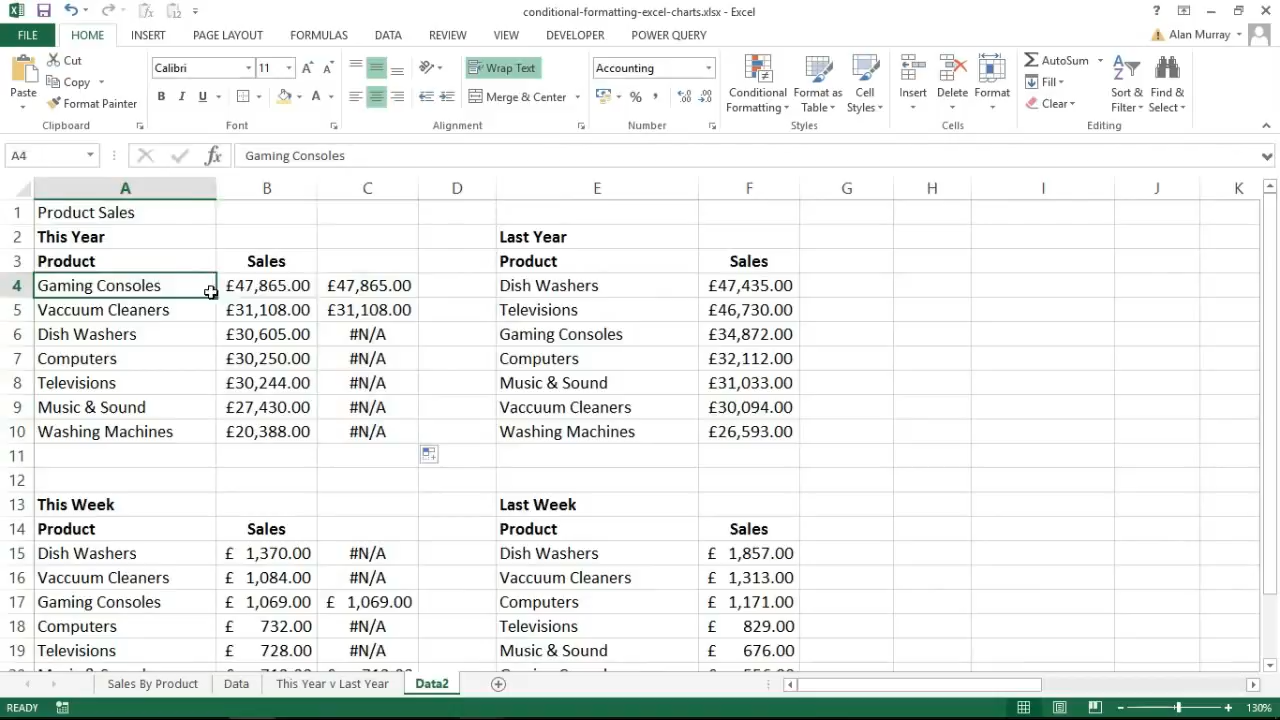 conditional-formatting-excel-charts.xlsx - Excel
FILE HOME INSERT PAGE LAYOUT FORMULAS DATA REVIEW VIEW DEVELOPER POWER QUERY Alan Murray
Paste Cut Copy Format Painter Clipboard
Calibri 11 B I U A Font
Wrap Text Merge & Center Alignment
Accounting % , Number
Conditional Formatting Format as Table Cell Styles Styles
Insert Delete Format Cells
AutoSum Fill Clear Sort & Filter Find & Select Editing
A4 fx Gaming Consoles
A B C D E F G H I J K
1 Product Sales
2 This Year Last Year
3 Product Sales Product Sales
4 Gaming Consoles £47,865.00 £47,865.00 Dish Washers £47,435.00
5 Vaccuum Cleaners £31,108.00 £31,108.00 Televisions £46,730.00
6 Dish Washers £30,605.00 #N/A Gaming Consoles £34,872.00
7 Computers £30,250.00 #N/A Computers £32,112.00
8 Televisions £30,244.00 #N/A Music & Sound £31,033.00
9 Music & Sound £27,430.00 #N/A Vaccuum Cleaners £30,094.00
10 Washing Machines £20,388.00 #N/A Washing Machines £26,593.00
11
12
13 This Week Last Week
14 Product Sales Product Sales
15 Dish Washers £ 1,370.00 #N/A Dish Washers £ 1,857.00
16 Vaccuum Cleaners £ 1,084.00 #N/A Vaccuum Cleaners £ 1,313.00
17 Gaming Consoles £ 1,069.00 £ 1,069.00 Computers £ 1,171.00
18 Computers £ 732.00 #N/A Televisions £ 829.00
19 Televisions £ 728.00 #N/A Music & Sound £ 676.00
Sales By Product Data This Year v Last Year Data2
READY 130%